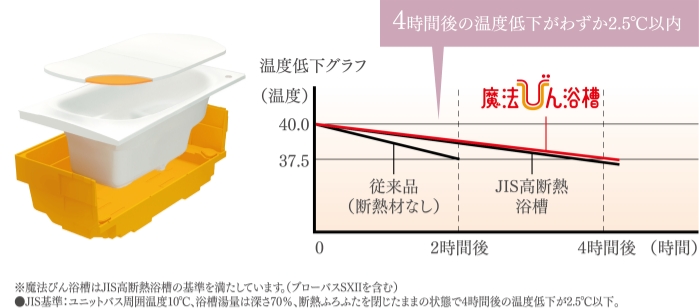 4時間後の温度低下がわずか2.5℃以内
温度低下グラフ
(温度)
魔法びん浴槽
40.0
37.5
従来品
(断熱材なし)
JIS高断熱
浴槽
0
2時間後
4時間後
(時間)
※魔法びん浴槽はJIS高断熱浴槽の基準を満たしています。(ブローバスSXⅡを含む)
●JIS基準：ユニットバス周囲温度10℃、浴槽湯量は深さ70%、断熱ふろふたを閉じたままの状態で4時間後の温度低下が2.5℃以下。